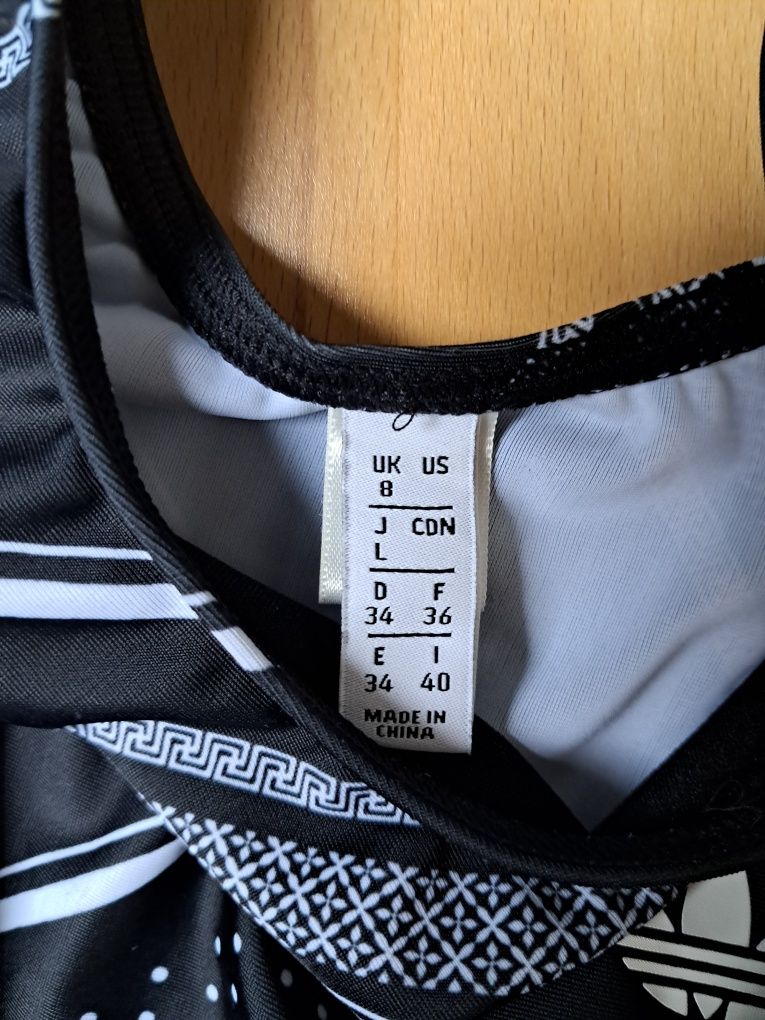 UK US
8
J CDN
L
D F
34 36
E I
34 40
MADE IN
CHINA